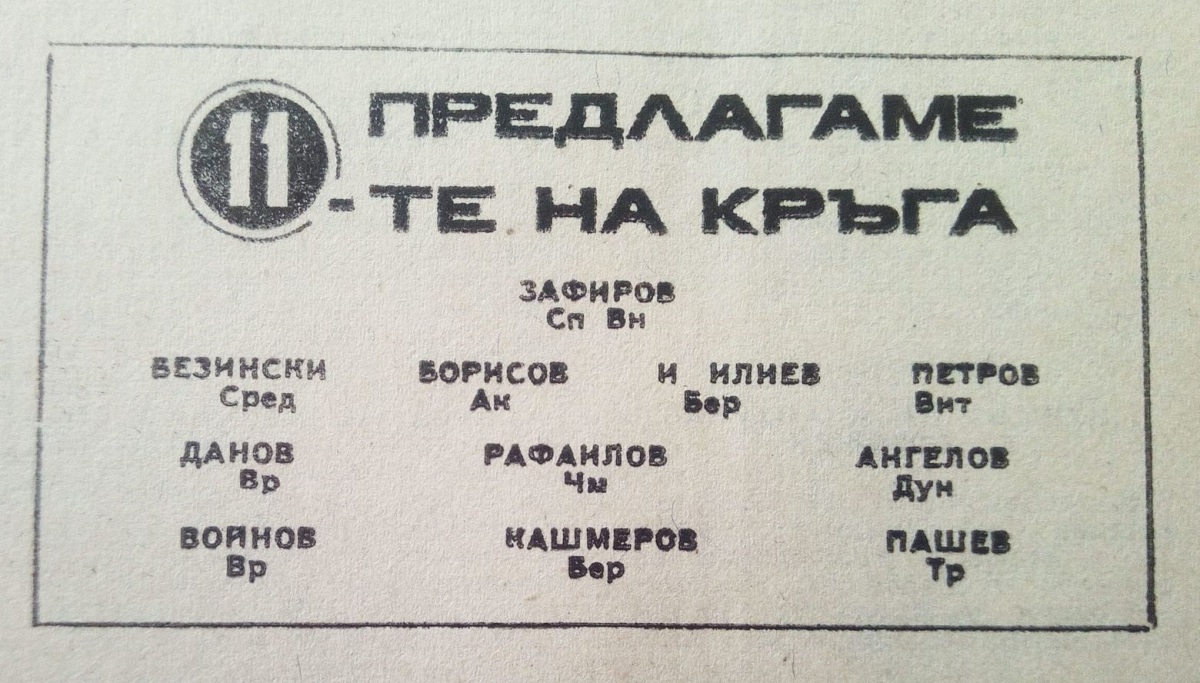 ПРЕДЛАГАМЕ
11-ТЕ НА КРЪГА
ЗАФИРОВ
Сп Вн
БЕЗИНСКИ БОРИСОВ И ИЛИЕВ ПЕТРОВ
Сред Ак Бер Вит
ДАНОВ РАФАИЛОВ АНГЕЛОВ
Вр Чм Дун
ВОЙНОВ КАШМЕРОВ ПАШЕВ
Вр Бер Тр